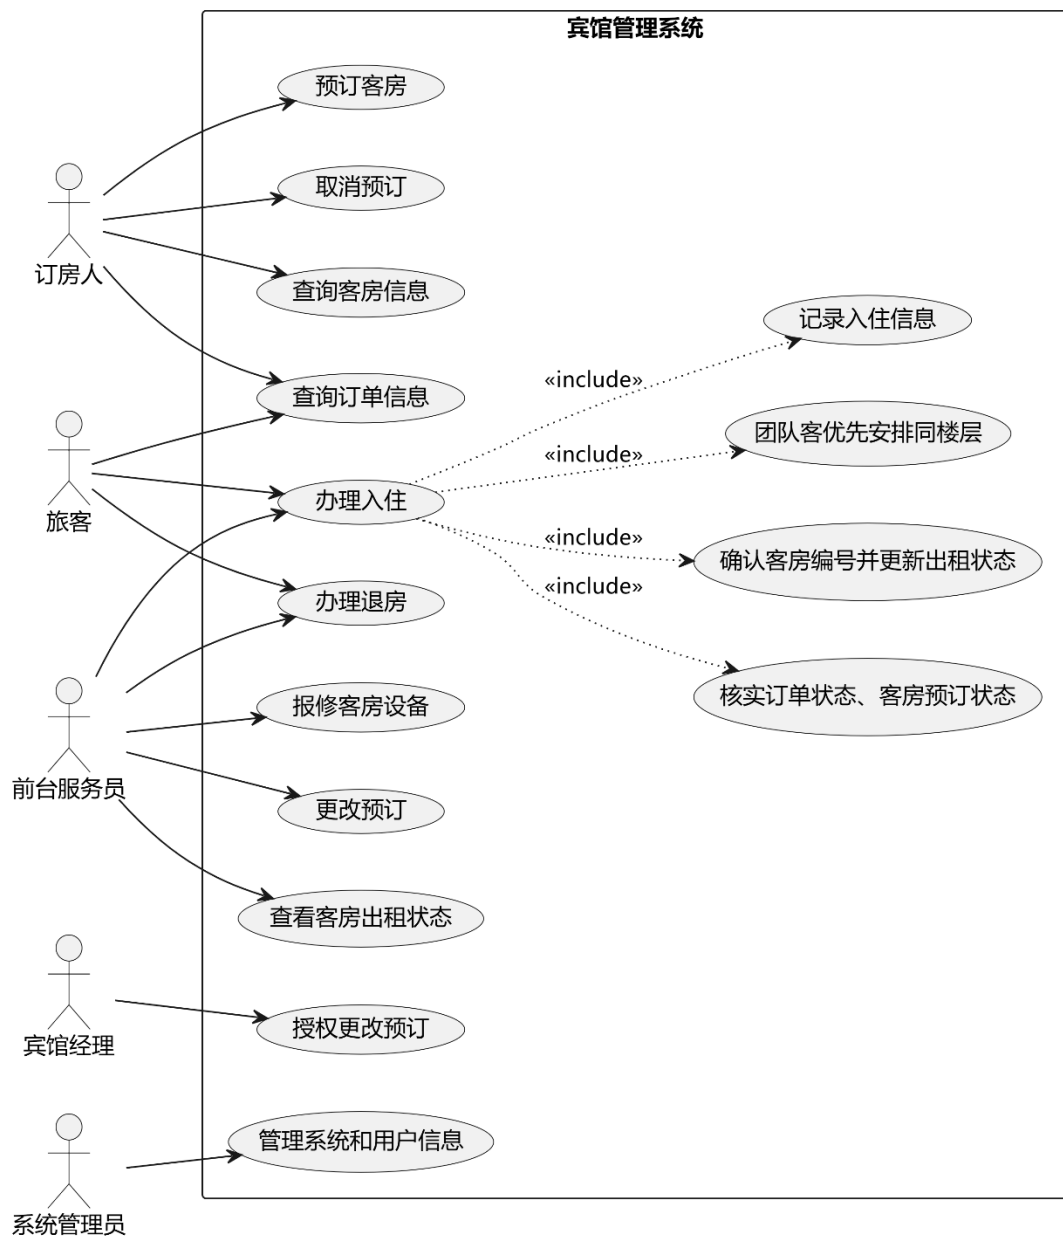 宾馆管理系统
预订客房
取消预订
订房人
查询客房信息
记录入住信息
«include»
查询订单信息
团队客优先安排同楼层
«include»
办理入住
旅客
«include»
确认客房编号并更新出租状态
«include»
办理退房
核实订单状态、客房预订状态
报修客房设备
前台服务员
更改预订
查看客房出租状态
授权更改预订
宾馆经理
管理系统和用户信息
系统管理员